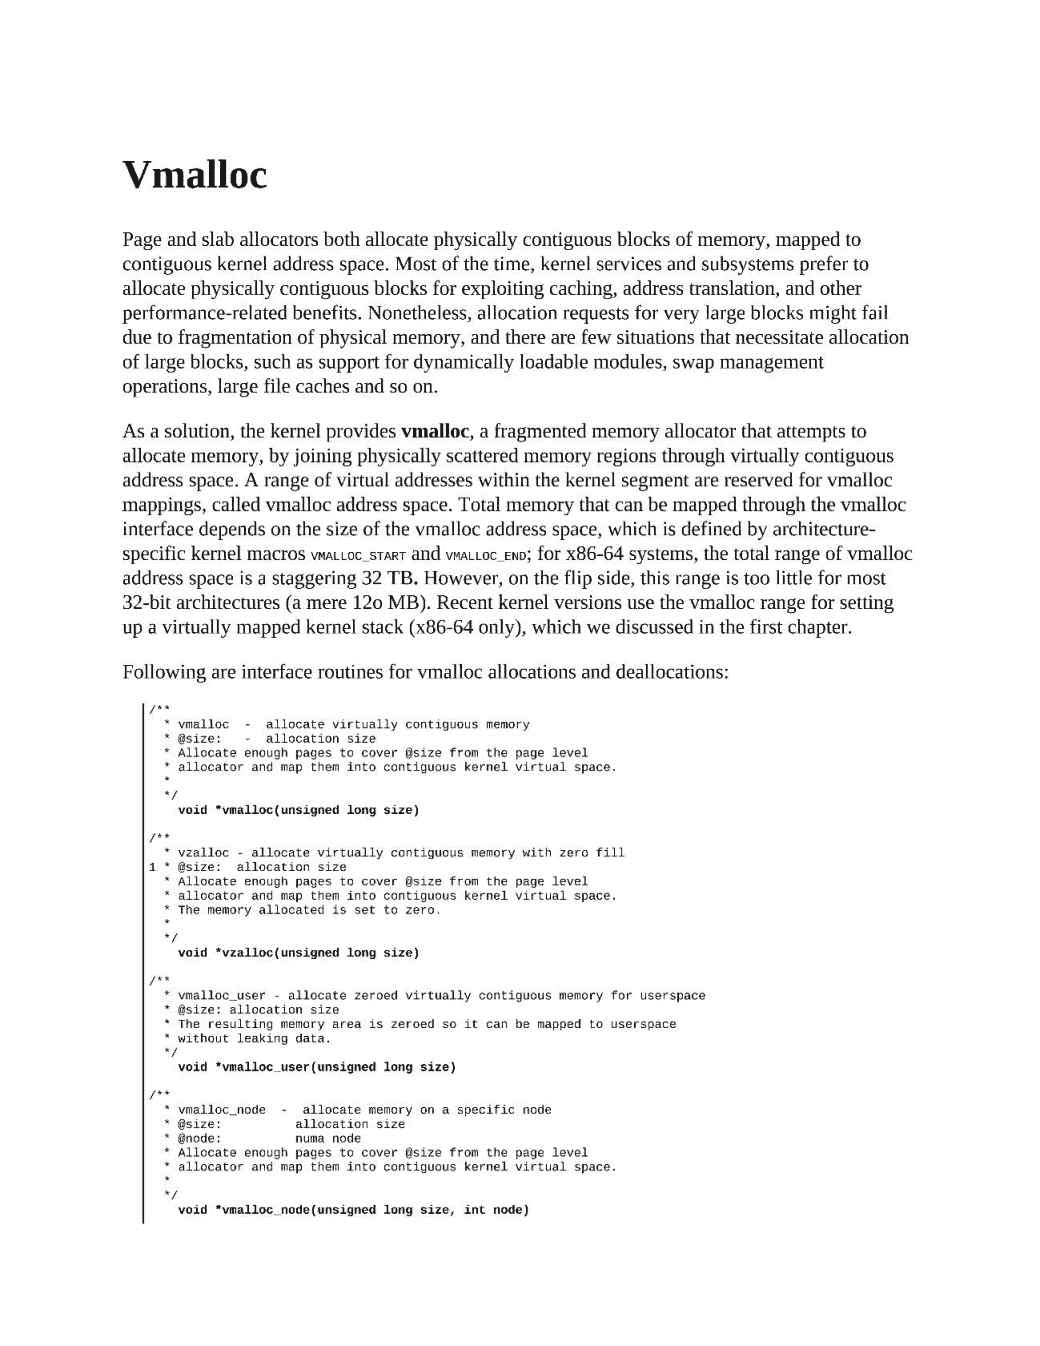 Vmalloc
Page and slab allocators both allocate physically contiguous blocks of memory, mapped to
contiguous kernel address space. Most of the time, kernel services and subsystems prefer to
allocate physically contiguous blocks for exploiting caching, address translation, and other
performance-related benefits. Nonetheless, allocation requests for very large blocks might fail
due to fragmentation of physical memory, and there are few situations that necessitate allocation
of large blocks, such as support for dynamically loadable modules, swap management
operations, large file caches and so on.
As a solution, the kernel provides vmalloc, a fragmented memory allocator that attempts to
allocate memory, by joining physically scattered memory regions through virtually contiguous
address space. A range of virtual addresses within the kernel segment are reserved for vmalloc
mappings, called vmalloc address space. Total memory that can be mapped through the vmalloc
interface depends on the size of the vmalloc address space, which is defined by architecture-
specific kernel macros VMALLOC_START and VMALLOC_END; for x86-64 systems, the total range of vmalloc
address space is a staggering 32 TB. However, on the flip side, this range is too little for most
32-bit architectures (a mere 12o MB). Recent kernel versions use the vmalloc range for setting
up a virtually mapped kernel stack (x86-64 only), which we discussed in the first chapter.
Following are interface routines for vmalloc allocations and deallocations:
/**
* vmalloc - allocate virtually contiguous memory
* @size: - allocation size
* Allocate enough pages to cover @size from the page level
* allocator and map them into contiguous kernel virtual space.
*
*/
void *vmalloc(unsigned long size)
/**
* vzalloc - allocate virtually contiguous memory with zero fill
1 * @size: allocation size
* Allocate enough pages to cover @size from the page level
* allocator and map them into contiguous kernel virtual space.
* The memory allocated is set to zero.
*
*/
void *vzalloc(unsigned long size)
/**
* vmalloc_user - allocate zeroed virtually contiguous memory for userspace
* @size: allocation size
* The resulting memory area is zeroed so it can be mapped to userspace
* without leaking data.
*/
void *vmalloc_user(unsigned long size)
/**
* vmalloc_node - allocate memory on a specific node
* @size: allocation size
* @node: numa node
* Allocate enough pages to cover @size from the page level
* allocator and map them into contiguous kernel virtual space.
*
*/
void *vmalloc_node(unsigned long size, int node)